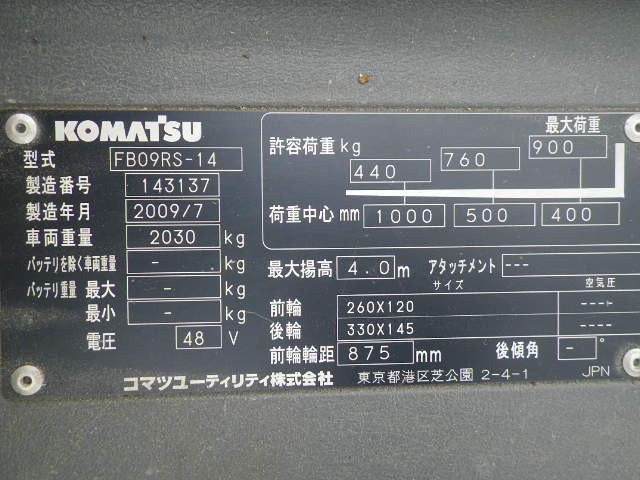 KOMATSU
型式 FB09RS-14
製造番号 143137
製造年月 2009/7
車両重量 2030 kg
バッテリを除く車両重量 - kg
バッテリ重量 最大 - kg
最小 - kg
電圧 48 V
最大荷重
許容荷重 kg 440 760 900
荷重中心 mm 1000 500 400
最大揚高 4.0 m アタッチメント ---
サイズ 空気圧
前輪 260X120 ----
後輪 330X145 ----
前輪輪距 875 mm 後傾角 - °
コマツユーティリティ株式会社 東京都港区芝公園 2-4-1 JPN